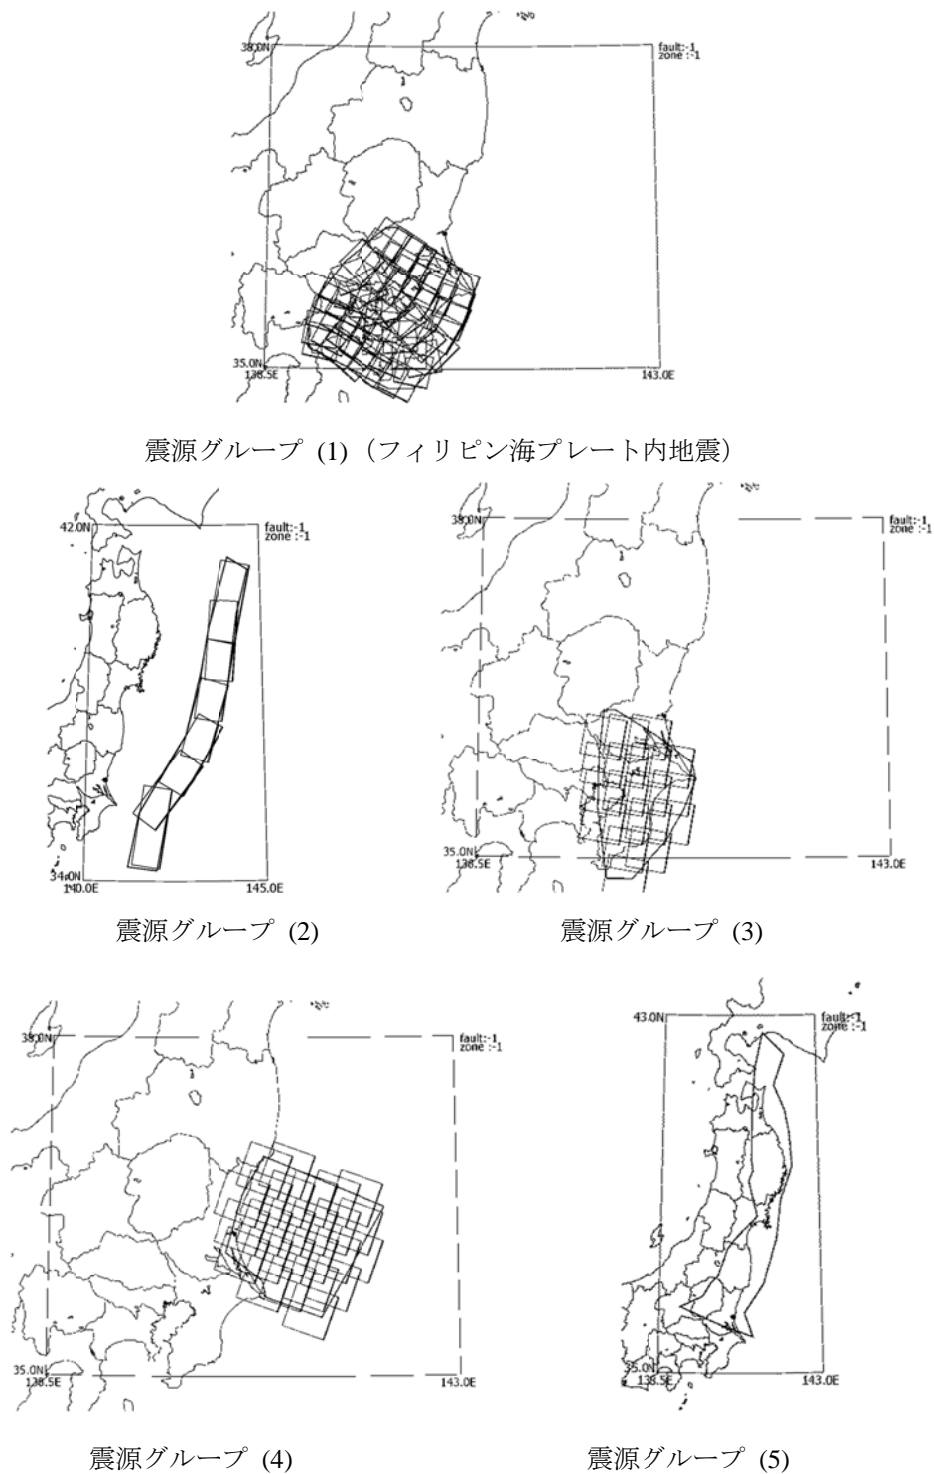 38.0N
fault:-1
zone :-1
35.0N
138.5E
143.0E
震源グループ (1)（フィリピン海プレート内地震）
42.0N
fault:-1
zone :-1
34.0N
140.0E
145.0E
38.0N
fault:-1
zone :-1
35.0N
138.5E
143.0E
震源グループ (2)
震源グループ (3)
38.0N
fault:-1
zone :-1
35.0N
138.5E
143.0E
43.0N
fault:-1
zone :-1
35.0N
138.5E
143.0E
震源グループ (4)
震源グループ (5)